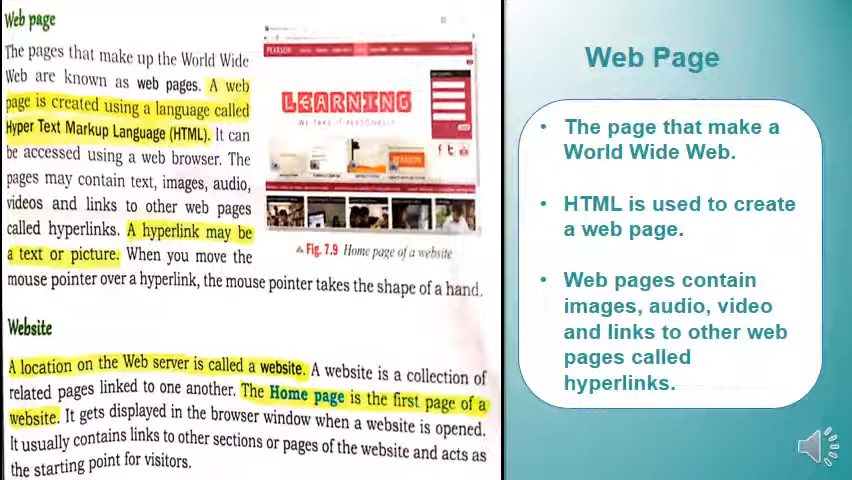 Web page
The pages that make up the World Wide
Web are known as web pages. A web
page is created using a language called
Hyper Text Markup Language (HTML). It can
be accessed using a web browser. The
pages may contain text, images, audio,
videos and links to other web pages
called hyperlinks. A hyperlink may be
a text or picture. When you move the
mouse pointer over a hyperlink, the mouse pointer takes the shape of a hand.
PEARSON
LEARNING
WE TAKE IT PERSONALLY
Fig. 7.9 Home page of a website
Website
A location on the Web server is called a website. A website is a collection of
related pages linked to one another. The Home page is the first page of a
website. It gets displayed in the browser window when a website is opened.
It usually contains links to other sections or pages of the website and acts as
the starting point for visitors.
Web Page
• The page that make a
World Wide Web.
• HTML is used to create
a web page.
• Web pages contain
images, audio, video
and links to other web
pages called
hyperlinks.